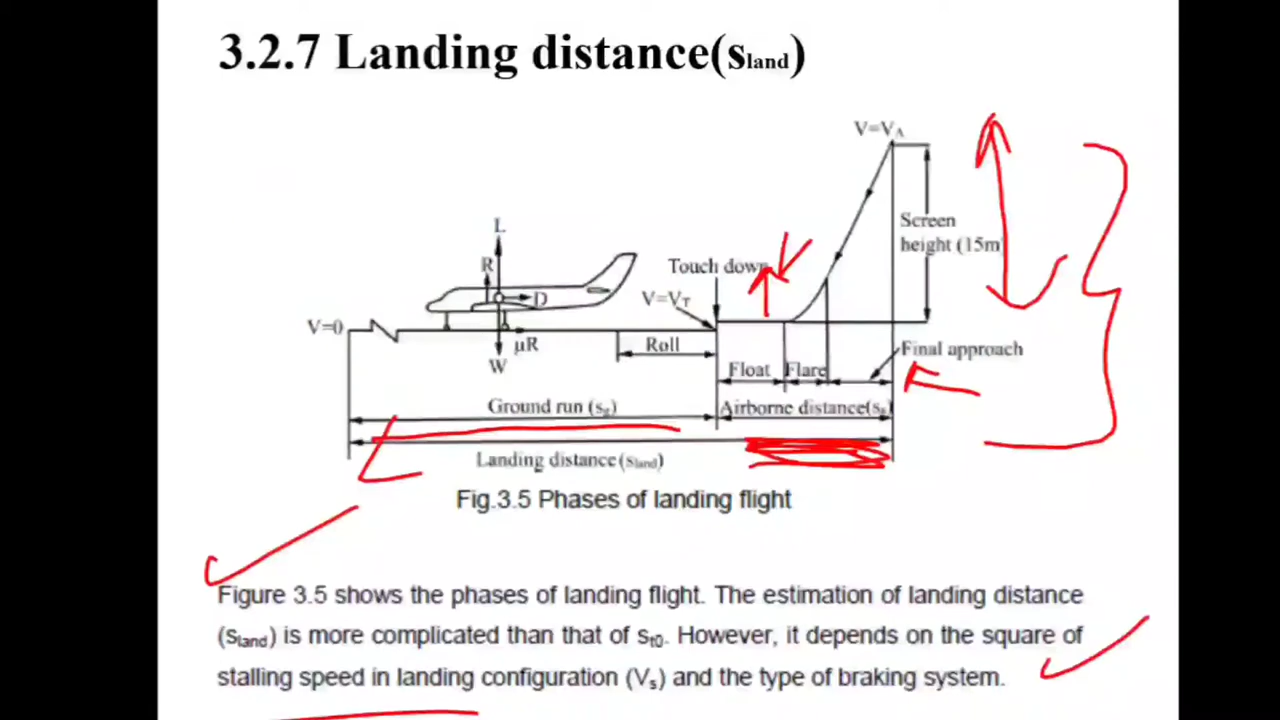 3.2.7 Landing distance(sland)
V=VA
Screen
height (15m)
L
R
D
Touch down
V=VT
V=0
μR
W
Roll
Final approach
Float
Flare
Ground run (sg)
Airborne distance(sa)
Landing distance (sland)
Fig.3.5 Phases of landing flight
Figure 3.5 shows the phases of landing flight. The estimation of landing distance
(sland) is more complicated than that of st0. However, it depends on the square of
stalling speed in landing configuration (Vs) and the type of braking system.